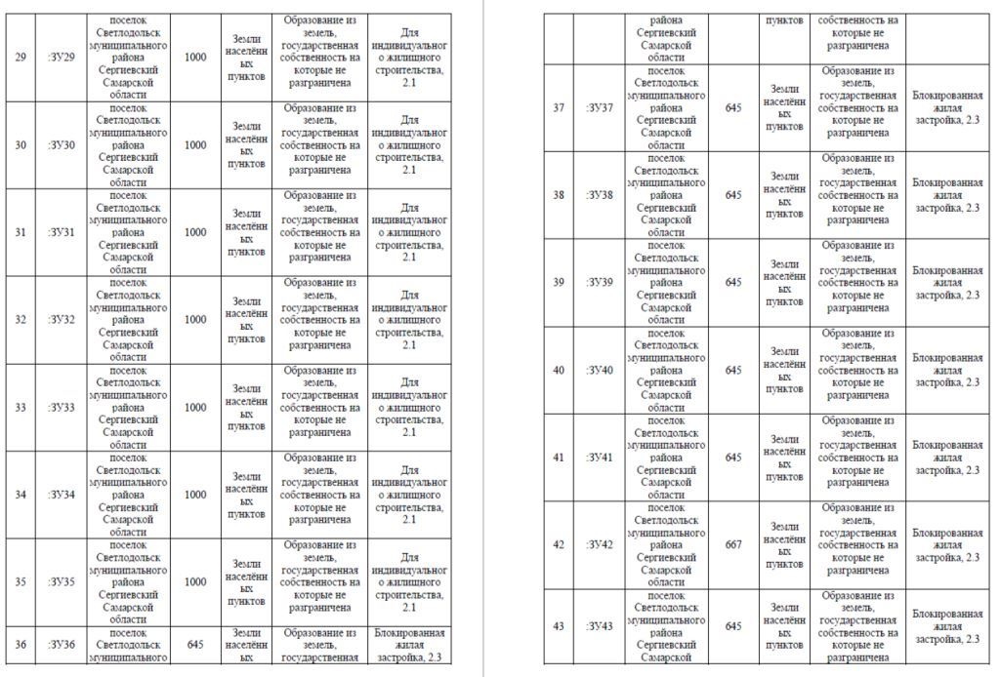 29
:ЗУ29
поселок
Светлодольск
муниципального
района
Сергиевский
Самарской
области
1000
Земли
населённ
ых
пунктов
Образование из
земель,
государственная
собственность на
которые не
разграничена
Для
индивидуальног
о жилищного
строительства,
2.1
30
:ЗУ30
поселок
Светлодольск
муниципального
района
Сергиевский
Самарской
области
1000
Земли
населённ
ых
пунктов
Образование из
земель,
государственная
собственность на
которые не
разграничена
Для
индивидуальног
о жилищного
строительства,
2.1
31
:ЗУ31
поселок
Светлодольск
муниципального
района
Сергиевский
Самарской
области
1000
Земли
населённ
ых
пунктов
Образование из
земель,
государственная
собственность на
которые не
разграничена
Для
индивидуальног
о жилищного
строительства,
2.1
32
:ЗУ32
поселок
Светлодольск
муниципального
района
Сергиевский
Самарской
области
1000
Земли
населённ
ых
пунктов
Образование из
земель,
государственная
собственность на
которые не
разграничена
Для
индивидуальног
о жилищного
строительства,
2.1
33
:ЗУ33
поселок
Светлодольск
муниципального
района
Сергиевский
Самарской
области
1000
Земли
населённ
ых
пунктов
Образование из
земель,
государственная
собственность на
которые не
разграничена
Для
индивидуальног
о жилищного
строительства,
2.1
34
:ЗУ34
поселок
Светлодольск
муниципального
района
Сергиевский
Самарской
области
1000
Земли
населённ
ых
пунктов
Образование из
земель,
государственная
собственность на
которые не
разграничена
Для
индивидуальног
о жилищного
строительства,
2.1
35
:ЗУ35
поселок
Светлодольск
муниципального
района
Сергиевский
Самарской
области
1000
Земли
населённ
ых
пунктов
Образование из
земель,
государственная
собственность на
которые не
разграничена
Для
индивидуальног
о жилищного
строительства,
2.1
36
:ЗУ36
поселок
Светлодольск
муниципального
645
Земли
населённ
ых
Образование из
земель,
государственная
Блокированная
жилая
застройка, 2.3
района
Сергиевский
Самарской
области
пунктов
собственность на
которые не
разграничена
37
:ЗУ37
поселок
Светлодольск
муниципального
района
Сергиевский
Самарской
области
645
Земли
населённ
ых
пунктов
Образование из
земель,
государственная
собственность на
которые не
разграничена
Блокированная
жилая
застройка, 2.3
38
:ЗУ38
поселок
Светлодольск
муниципального
района
Сергиевский
Самарской
области
645
Земли
населённ
ых
пунктов
Образование из
земель,
государственная
собственность на
которые не
разграничена
Блокированная
жилая
застройка, 2.3
39
:ЗУ39
поселок
Светлодольск
муниципального
района
Сергиевский
Самарской
области
645
Земли
населённ
ых
пунктов
Образование из
земель,
государственная
собственность на
которые не
разграничена
Блокированная
жилая
застройка, 2.3
40
:ЗУ40
поселок
Светлодольск
муниципального
района
Сергиевский
Самарской
области
645
Земли
населённ
ых
пунктов
Образование из
земель,
государственная
собственность на
которые не
разграничена
Блокированная
жилая
застройка, 2.3
41
:ЗУ41
поселок
Светлодольск
муниципального
района
Сергиевский
Самарской
области
645
Земли
населённ
ых
пунктов
Образование из
земель,
государственная
собственность на
которые не
разграничена
Блокированная
жилая
застройка, 2.3
42
:ЗУ42
поселок
Светлодольск
муниципального
района
Сергиевский
Самарской
области
667
Земли
населённ
ых
пунктов
Образование из
земель,
государственная
собственность на
которые не
разграничена
Блокированная
жилая
застройка, 2.3
43
:ЗУ43
поселок
Светлодольск
муниципального
района
Сергиевский
Самарской
645
Земли
населённ
ых
пунктов
Образование из
земель,
государственная
собственность на
которые не
разграничена
Блокированная
жилая
застройка, 2.3